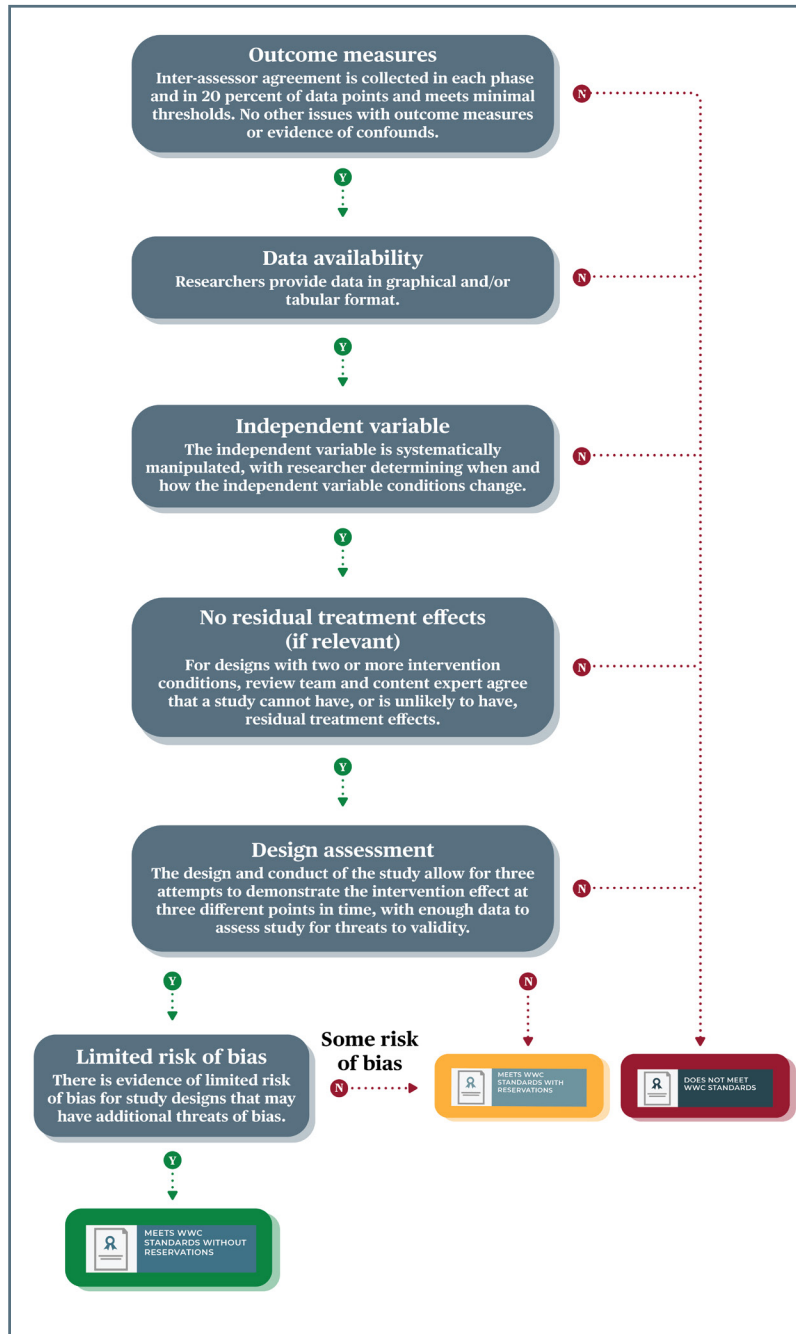 Outcome measures
Inter-assessor agreement is collected in each phase
and in 20 percent of data points and meets minimal
thresholds. No other issues with outcome measures
or evidence of confounds.
N
Y
Data availability
Researchers provide data in graphical and/or
tabular format.
N
Y
Independent variable
The independent variable is systematically
manipulated, with researcher determining when and
how the independent variable conditions change.
N
Y
No residual treatment effects
(if relevant)
For designs with two or more intervention
conditions, review team and content expert agree
that a study cannot have, or is unlikely to have,
residual treatment effects.
N
Y
Design assessment
The design and conduct of the study allow for three
attempts to demonstrate the intervention effect at
three different points in time, with enough data to
assess study for threats to validity.
N
Y
N
Limited risk of bias
There is evidence of limited risk
of bias for study designs that may
have additional threats of bias.
Some risk
of bias
N
MEETS WWC
STANDARDS WITH
RESERVATIONS
DOES NOT MEET
WWC STANDARDS
Y
MEETS WWC
STANDARDS WITHOUT
RESERVATIONS